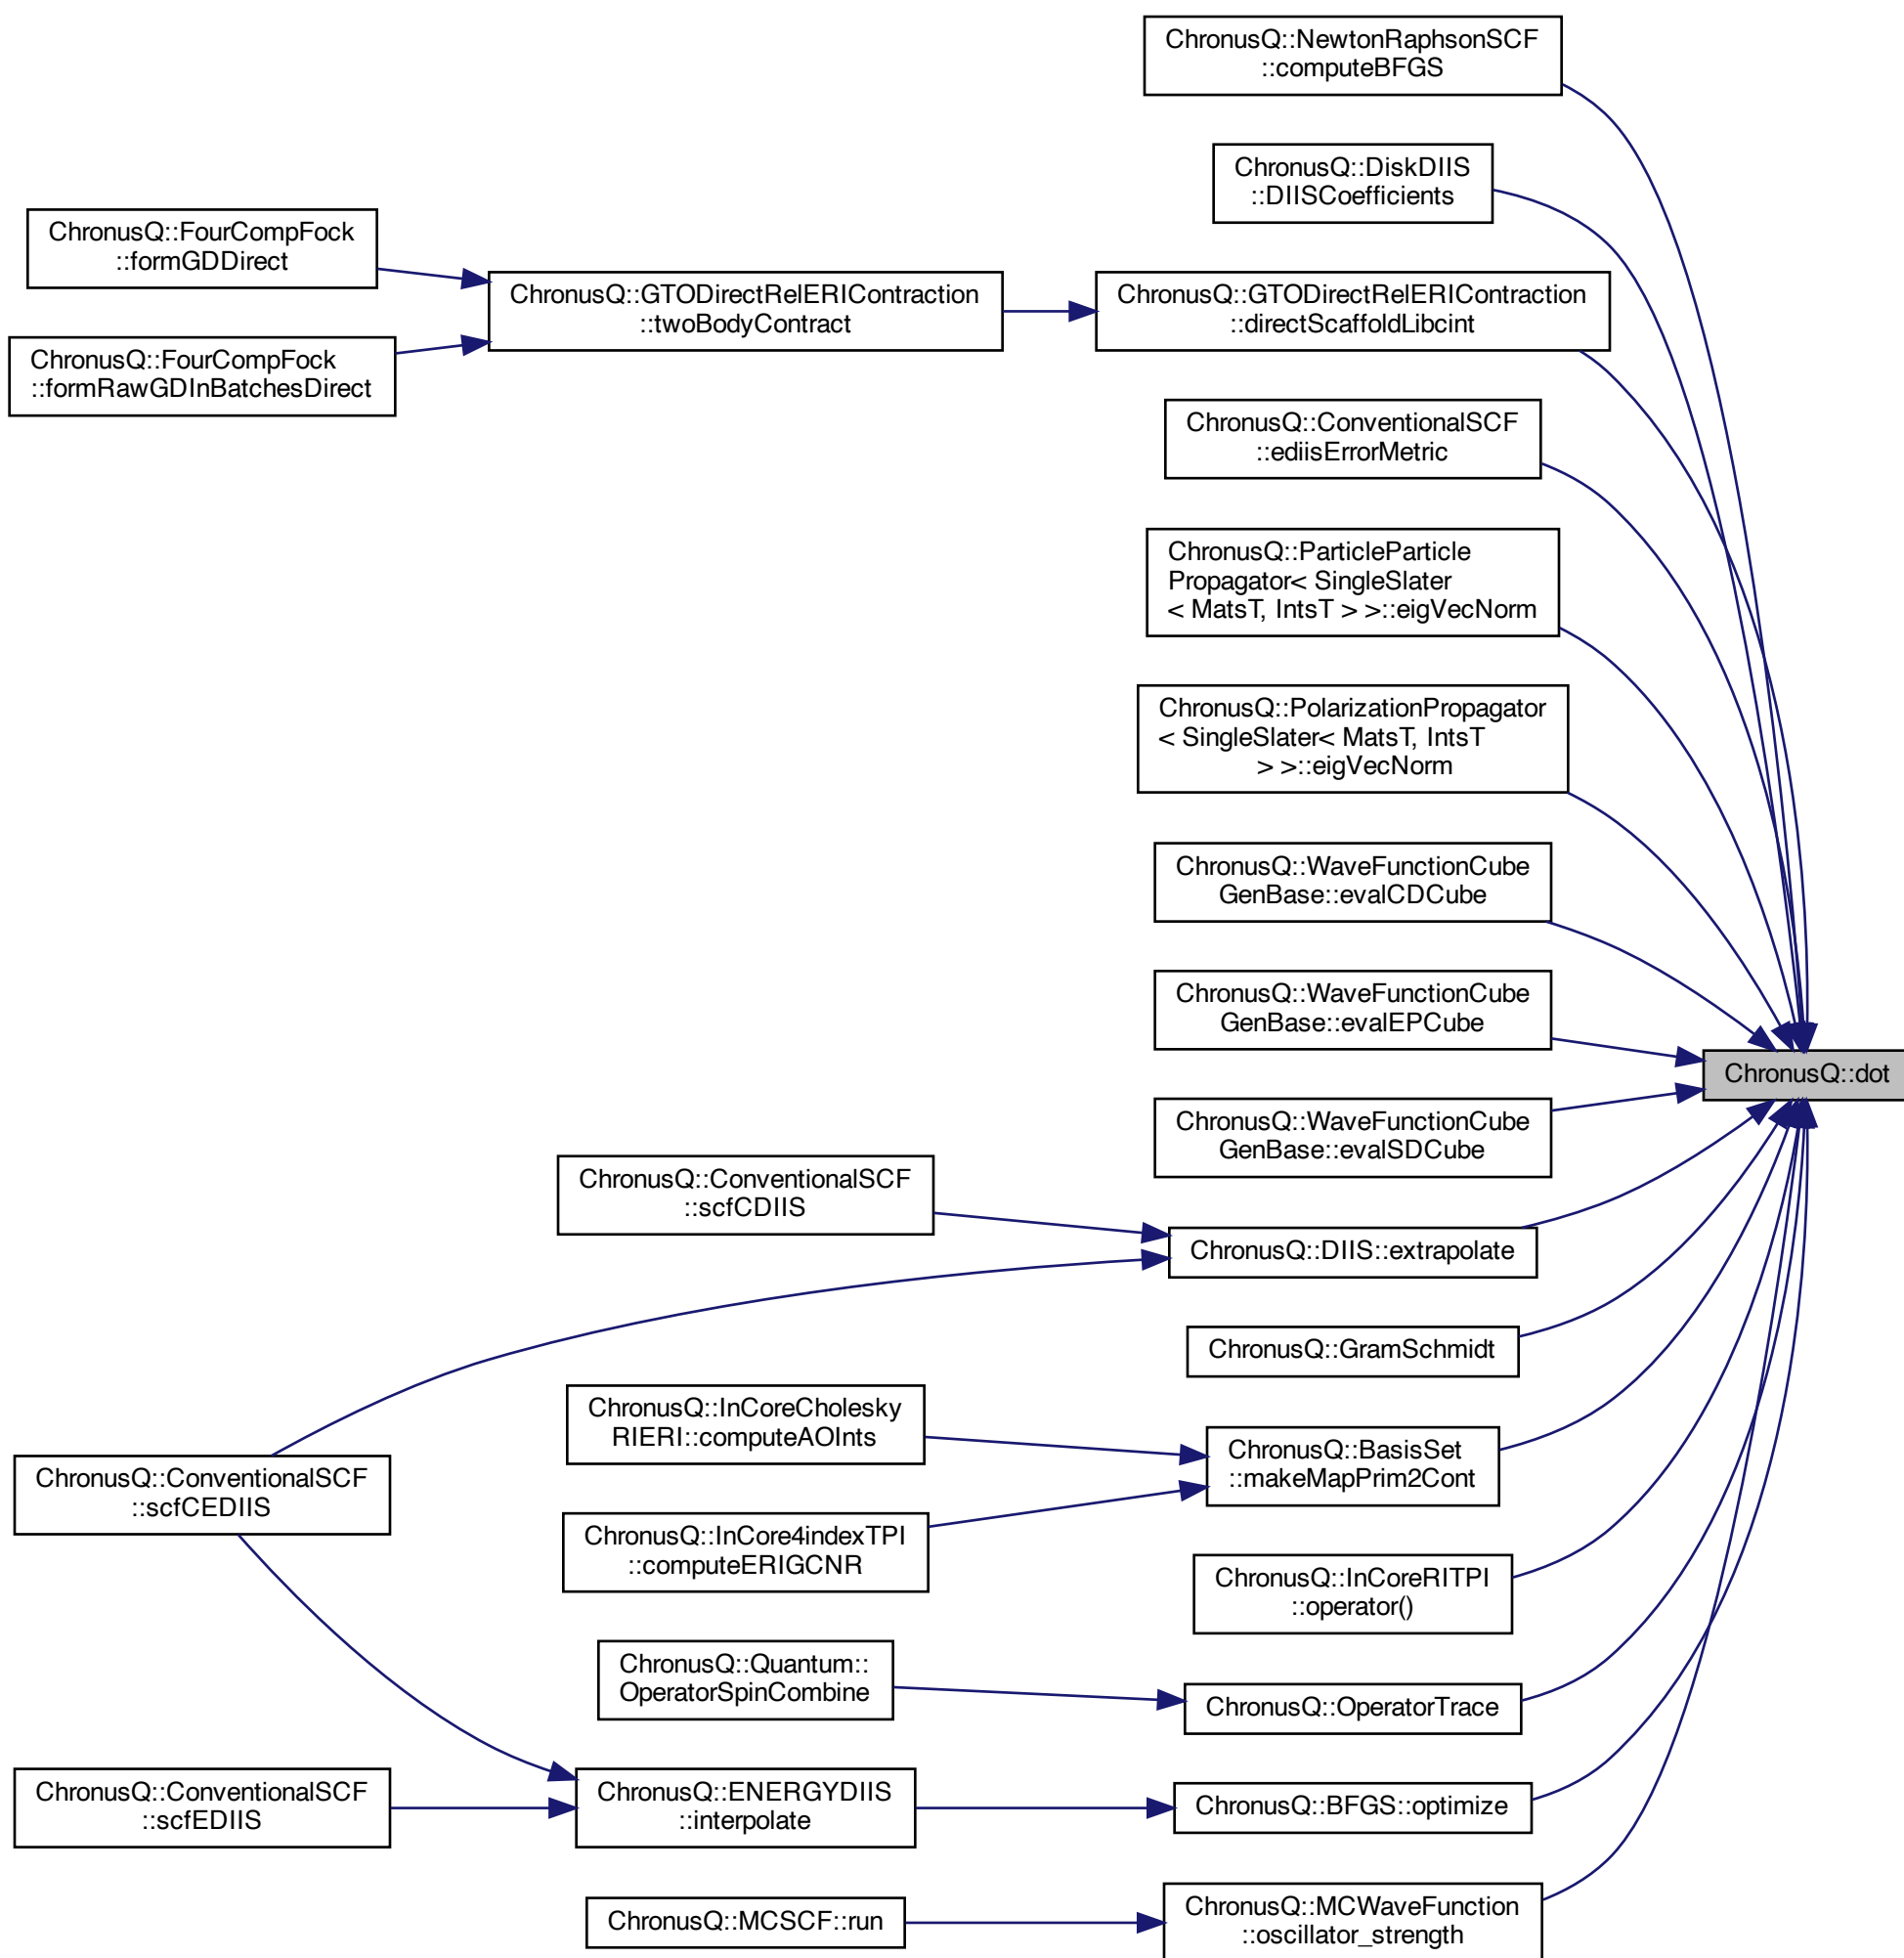 ChronusQ::NewtonRaphsonSCF
::computeBFGS
ChronusQ::DiskDIIS
::DIISCoefficients
ChronusQ::FourCompFock
::formGDDirect
ChronusQ::GTODirectRelERIContraction
::twoBodyContract
ChronusQ::GTODirectRelERIContraction
::directScaffoldLibcint
ChronusQ::FourCompFock
::formRawGDInBatchesDirect
ChronusQ::ConventionalSCF
::ediisErrorMetric
ChronusQ::ParticleParticle
Propagator< SingleSlater
< MatsT, IntsT > >::eigVecNorm
ChronusQ::PolarizationPropagator
< SingleSlater< MatsT, IntsT
> >::eigVecNorm
ChronusQ::WaveFunctionCube
GenBase::evalCDCube
ChronusQ::WaveFunctionCube
GenBase::evalEPCube
ChronusQ::dot
ChronusQ::WaveFunctionCube
GenBase::evalSDCube
ChronusQ::ConventionalSCF
::scfCDIIS
ChronusQ::DIIS::extrapolate
ChronusQ::GramSchmidt
ChronusQ::InCoreCholesky
RIERI::computeAOInts
ChronusQ::BasisSet
::makeMapPrim2Cont
ChronusQ::ConventionalSCF
::scfCEDIIS
ChronusQ::InCore4indexTPI
::computeERIGCNR
ChronusQ::InCoreRITPI
::operator()
ChronusQ::Quantum::
OperatorSpinCombine
ChronusQ::OperatorTrace
ChronusQ::ConventionalSCF
::scfEDIIS
ChronusQ::ENERGYDIIS
::interpolate
ChronusQ::BFGS::optimize
ChronusQ::MCSCF::run
ChronusQ::MCWaveFunction
::oscillator_strength